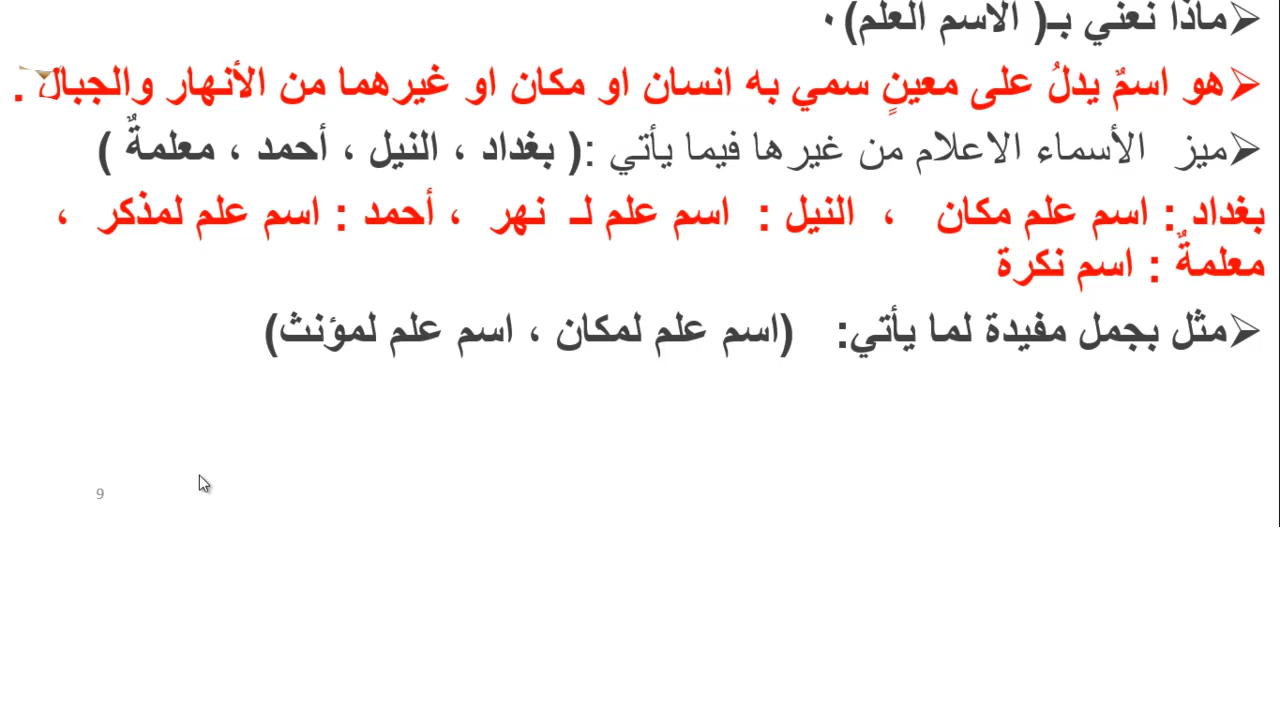 ماذا نعني بـ( الاسم العلم)٠
هو اسمٌ يدلُ على معينٍ سمي به انسان او مكان او غيرهما من الأنهار والجبال .
ميز الأسماء الاعلام من غيرها فيما يأتي :( بغداد ، النيل ، أحمد ، معلمةٌ )
بغداد : اسم علم مكان ، النيل : اسم علم لـ نهر ، أحمد : اسم علم لمذكر ،
معلمةٌ : اسم نكرة
مثل بجمل مفيدة لما يأتي: (اسم علم لمكان ، اسم علم لمؤنث)
9